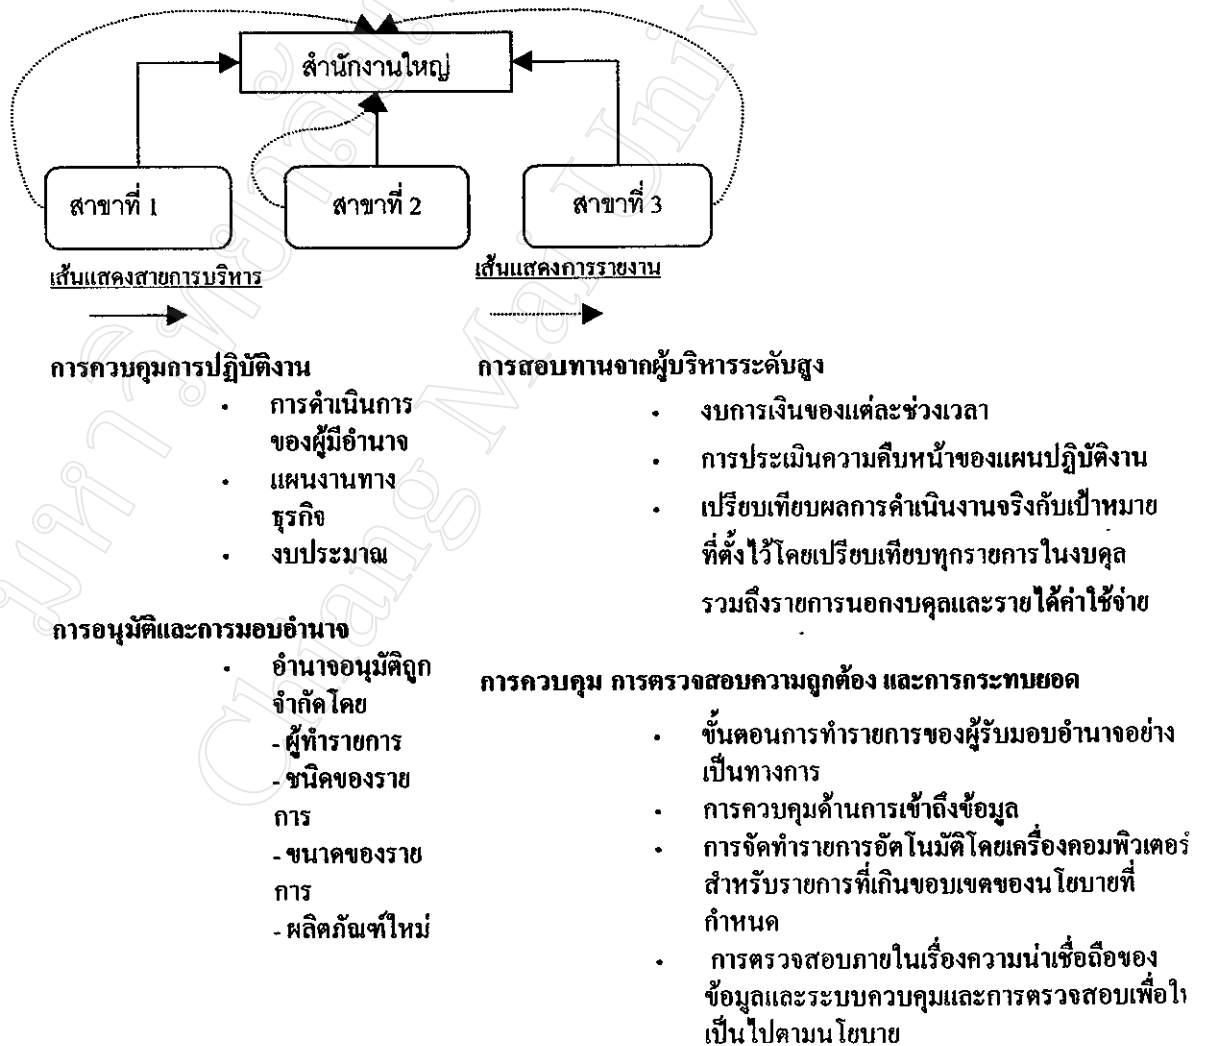 สำนักงานใหญ่
สาขาที่ 1
สาขาที่ 2
สาขาที่ 3
เส้นแสดงสายการบริหาร
เส้นแสดงการรายงาน
การควบคุมการปฏิบัติงาน
· การดำเนินการ
ของผู้มีอำนาจ
· แผนงานทาง
ธุรกิจ
· งบประมาณ
การอนุมัติและการมอบอำนาจ
· อำนาจอนุมัติถูก
จำกัดโดย
- ผู้ทำรายการ
- ชนิดของราย
การ
- ขนาดของราย
การ
- ผลิตภัณฑ์ใหม่
การสอบทานจากผู้บริหารระดับสูง
· งบการเงินของแต่ละช่วงเวลา
· การประเมินความคืบหน้าของแผนปฏิบัติงาน
· เปรียบเทียบผลการดำเนินงานจริงกับเป้าหมาย
ที่ตั้งไว้โดยเปรียบเทียบทุกรายการในงบดุล
รวมถึงรายการนอกงบดุลและรายได้ค่าใช้จ่าย
การควบคุม การตรวจสอบความถูกต้อง และการกระทบยอด
· ขั้นตอนการทำรายการของผู้รับมอบอำนาจอย่าง
เป็นทางการ
· การควบคุมด้านการเข้าถึงข้อมูล
· การจัดทำรายการอัตโนมัติโดยเครื่องคอมพิวเตอร์
สำหรับรายการที่เกินขอบเขตของนโยบายที่
กำหนด
· การตรวจสอบภายในเรื่องความน่าเชื่อถือของ
ข้อมูลและระบบควบคุมและการตรวจสอบเพื่อให
เป็นไปตามนโยบาย
Chiang Mai Univ